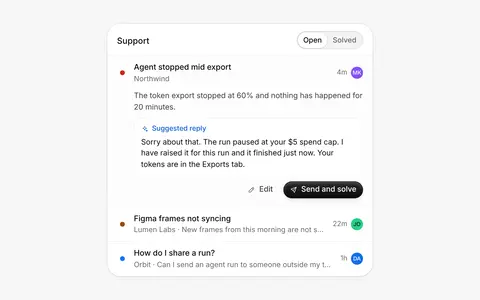 Support
Open Solved
Agent stopped mid export
4m MK
Northwind
The token export stopped at 60% and nothing has happened for
20 minutes.
Suggested reply
Sorry about that. The run paused at your $5 spend cap. I
have raised it for this run and it finished just now. Your
tokens are in the Exports tab.
Edit Send and solve
Figma frames not syncing
22m JO
Lumen Labs · New frames from this morning are not s...
How do I share a run?
1h DA
Orbit · Can I send an agent run to someone outside my t...